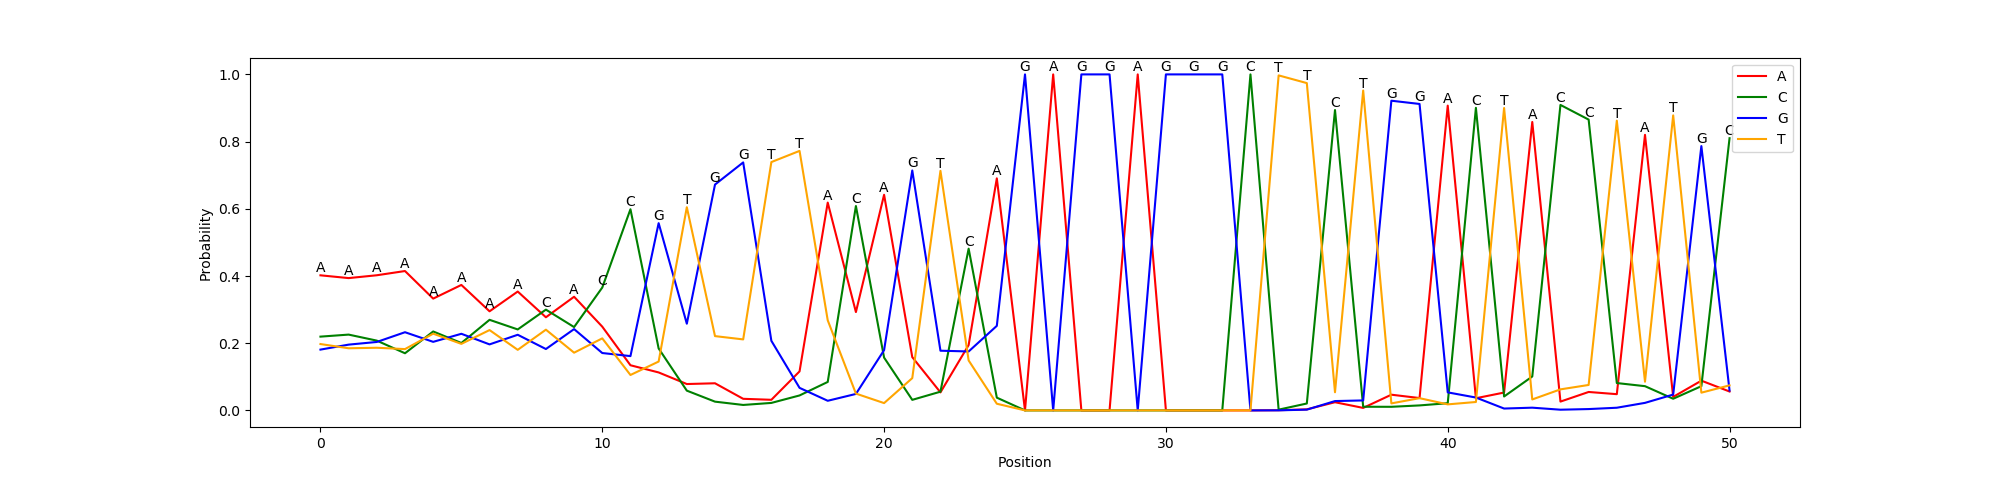 G A G G A G G G C T T
C T G G A C T A C C T A T G C
A A A A A A A A C A C C G T G G T T A C A G T C A
1.0
0.8
0.6
0.4
0.2
0.0
Probability
0 10 20 30 40 50
Position
A
C
G
T